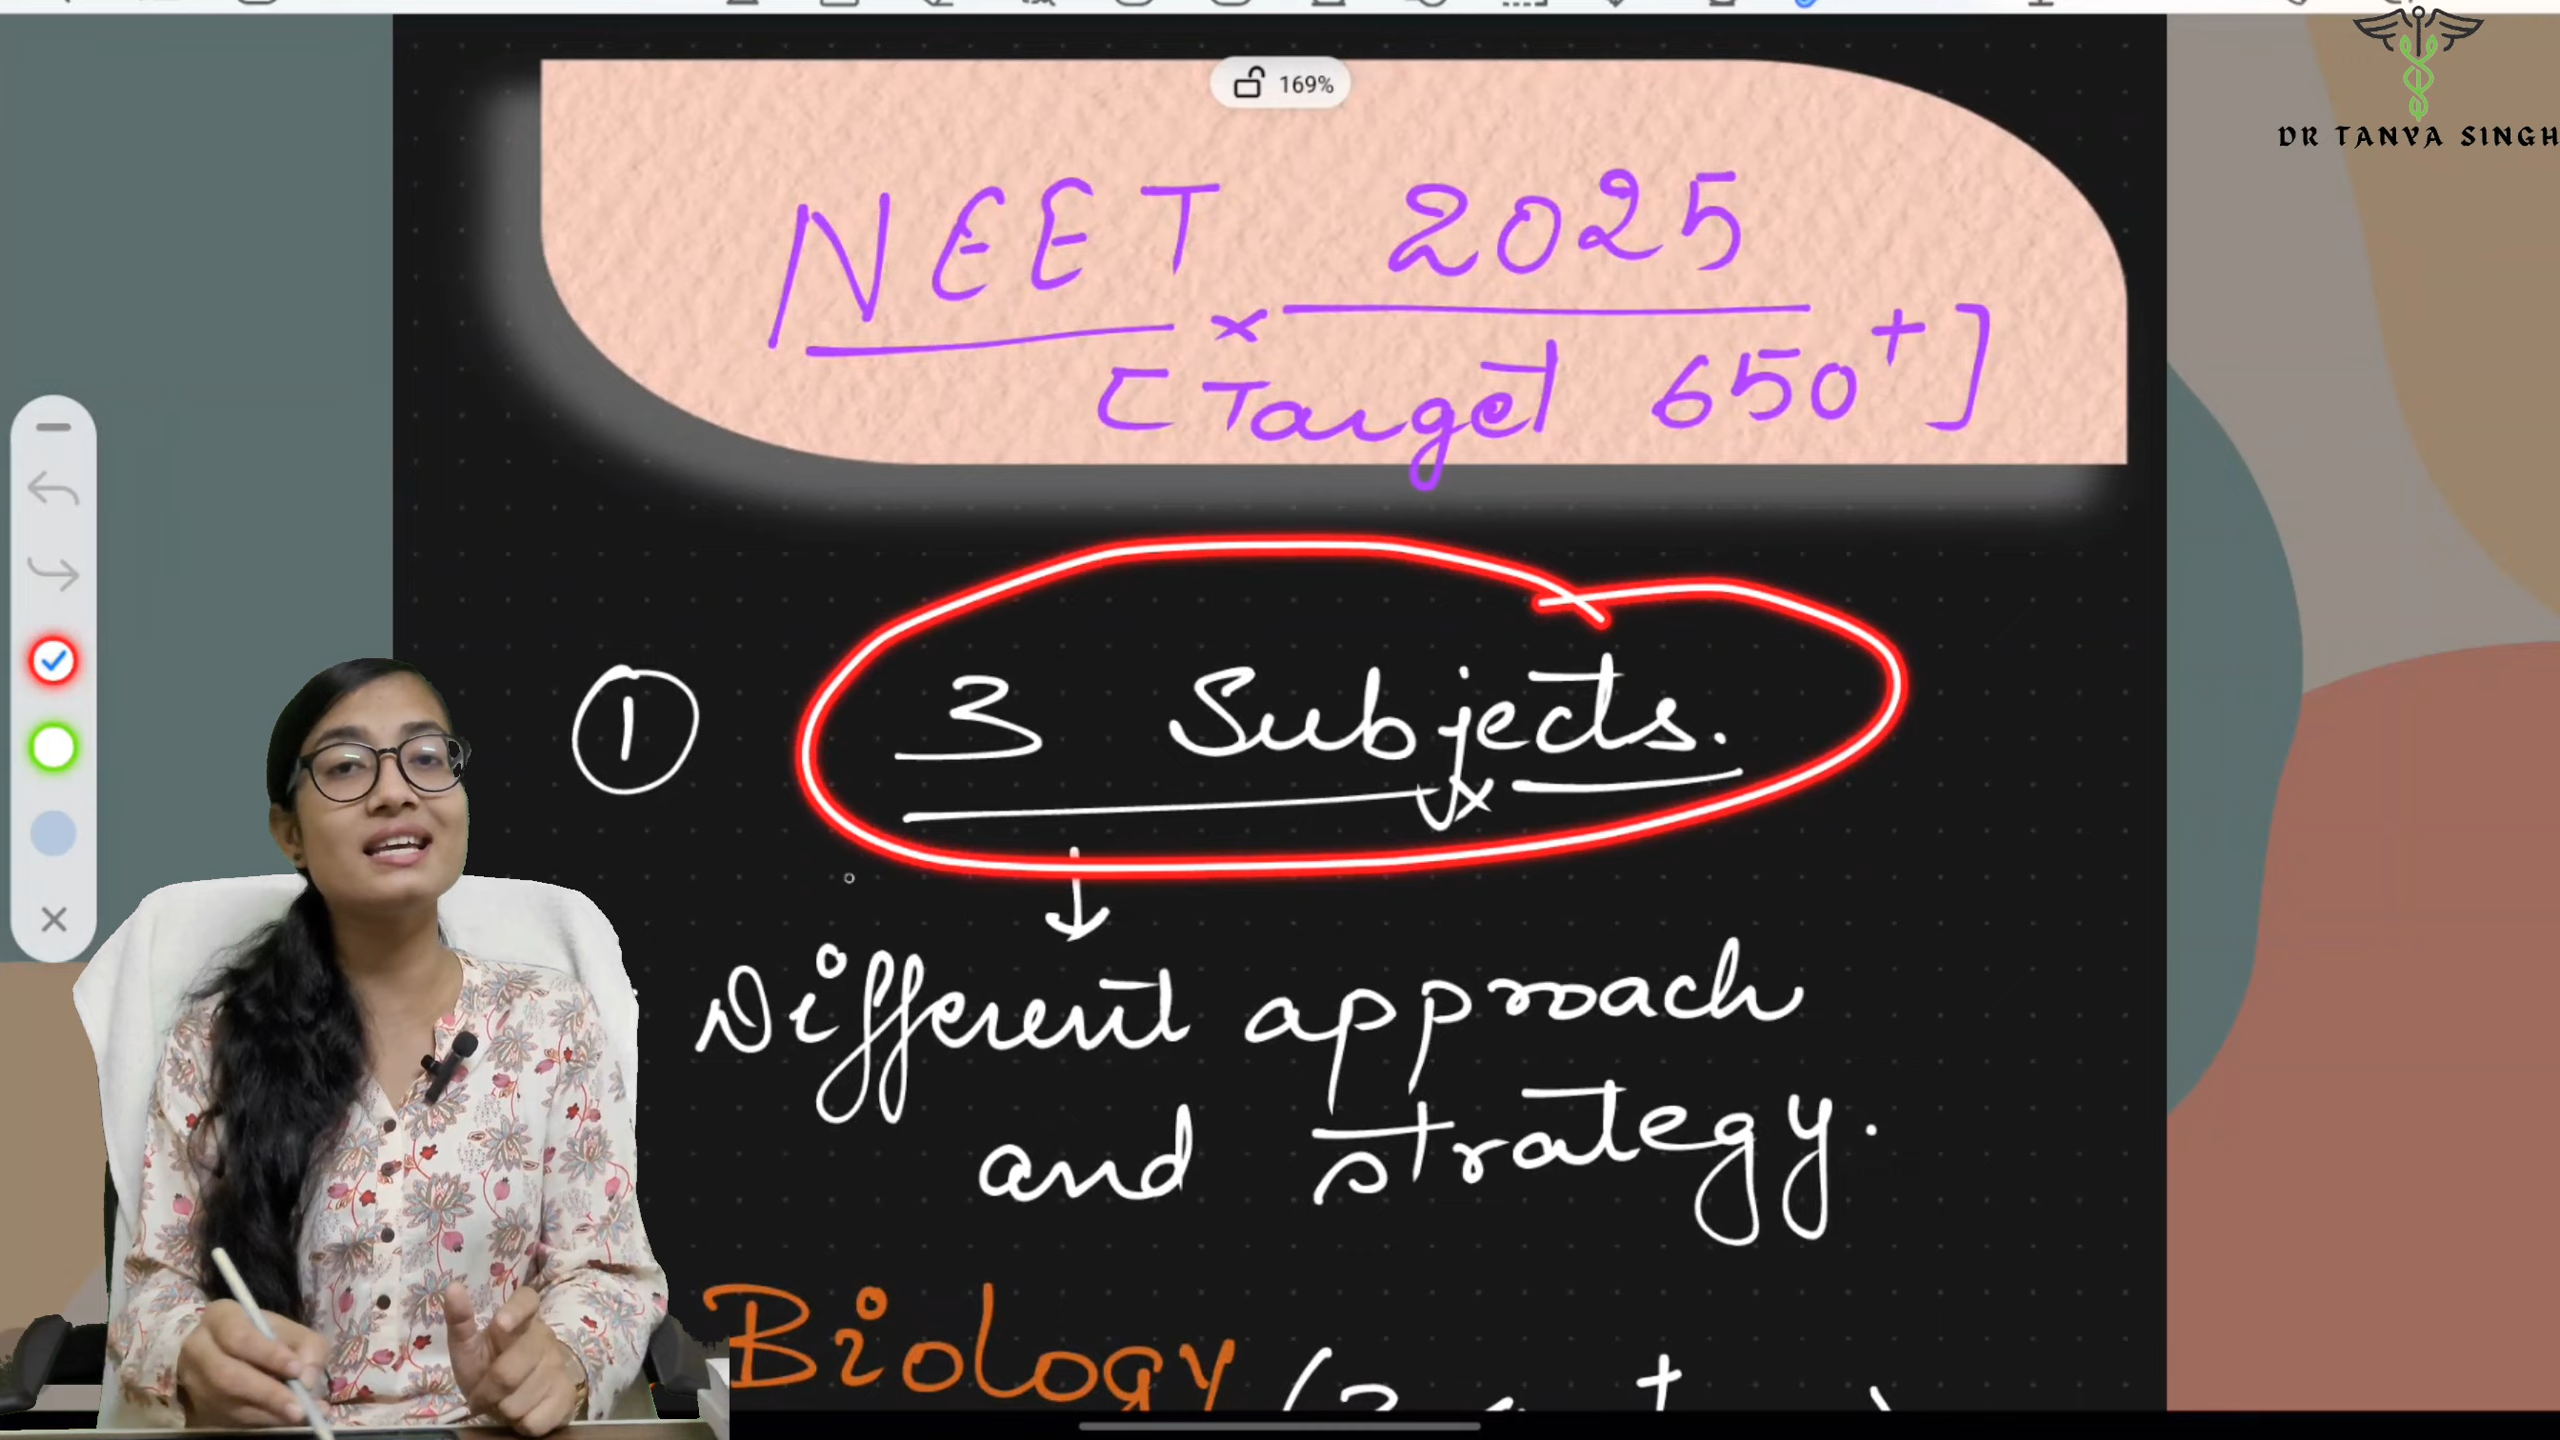 169%
DR TANYA SINGH
NEET 2025
[Target 650+]
① 3 Subjects.
↓
Different approach
and strategy.
Biology